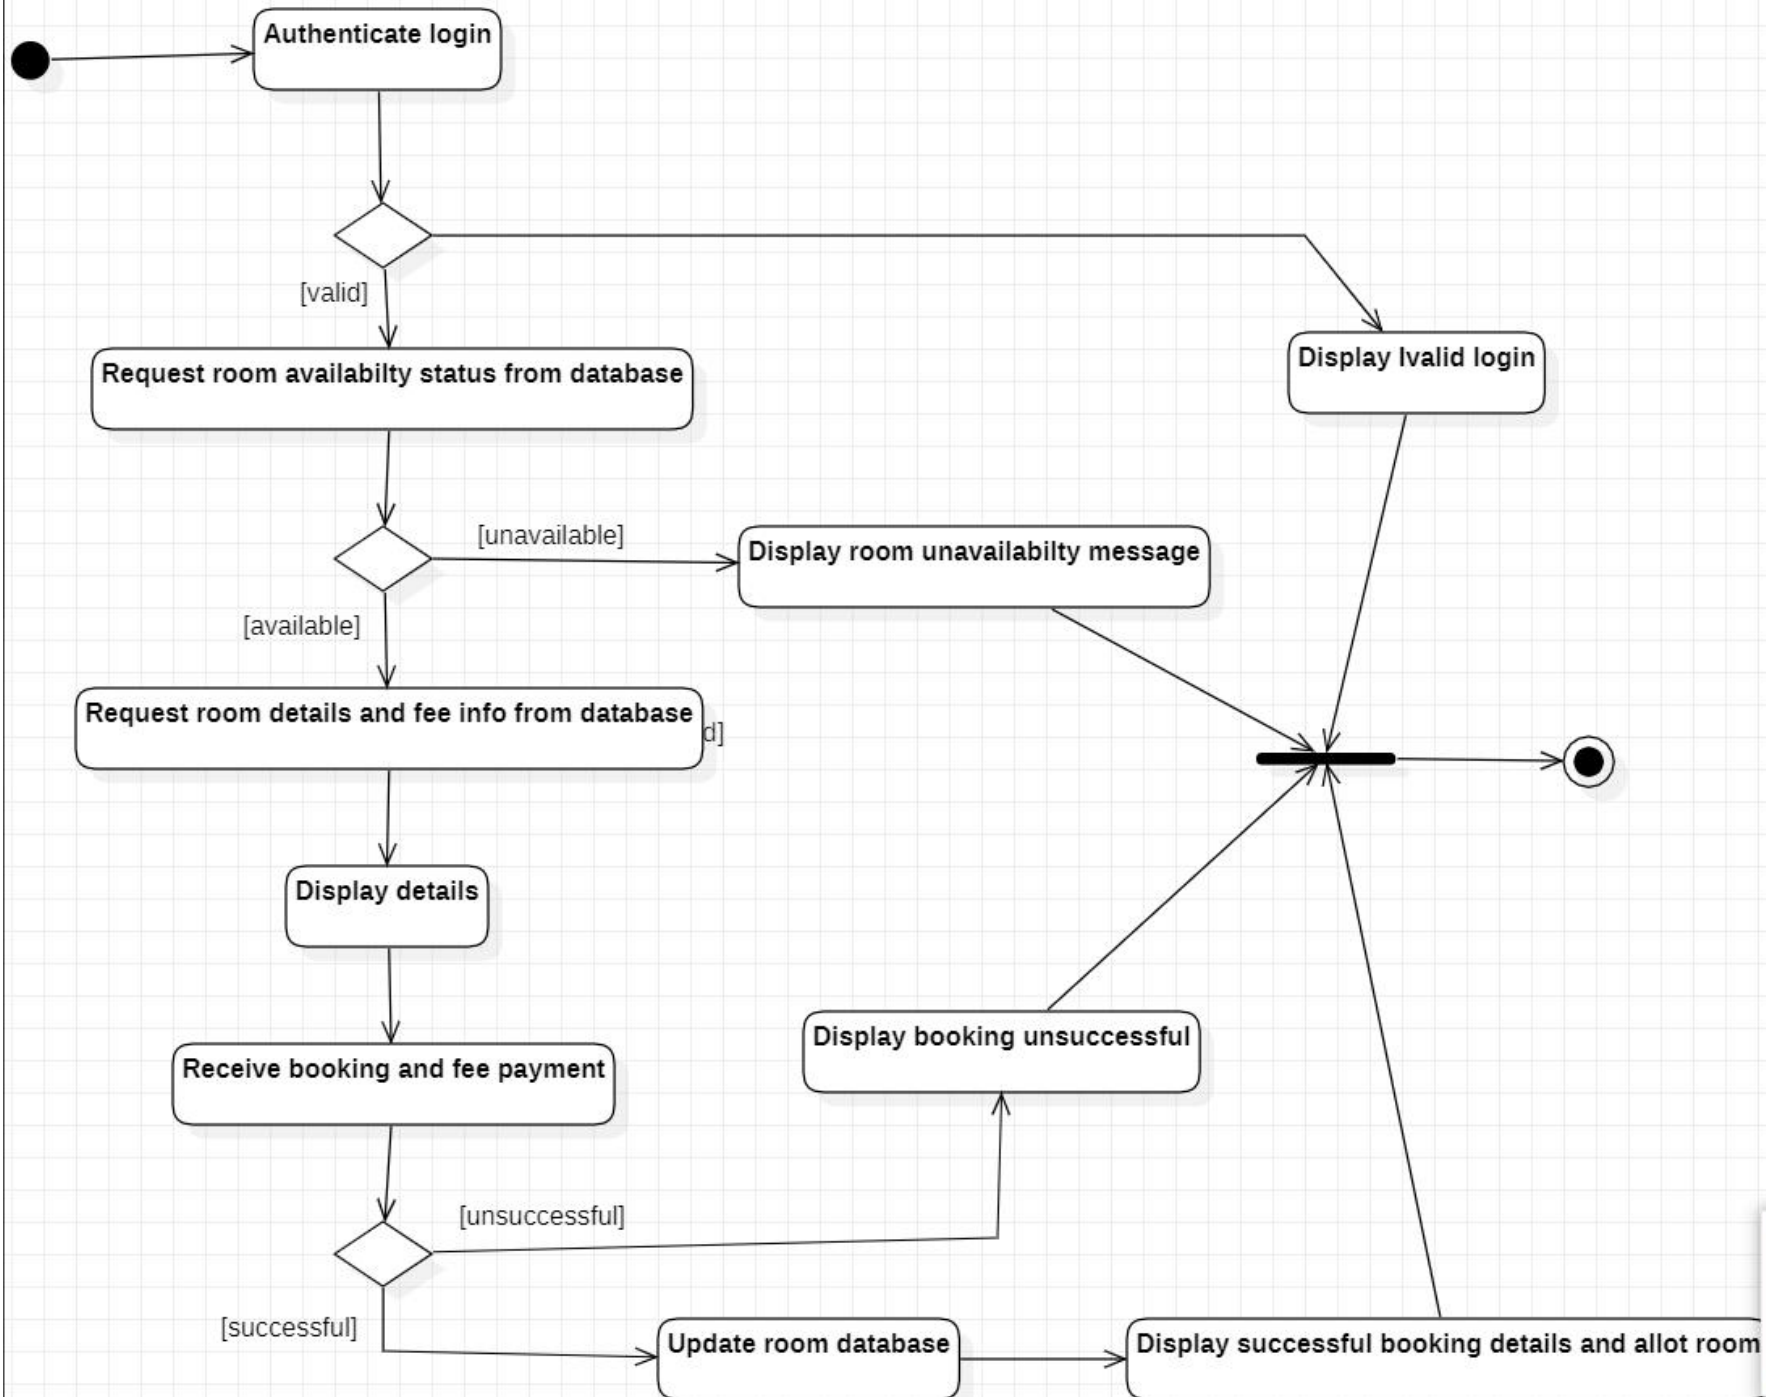 Authenticate login
[valid]
Request room availabilty status from database
Display Ivalid login
[unavailable]
Display room unavailabilty message
[available]
Request room details and fee info from database
d]
Display details
Display booking unsuccessful
Receive booking and fee payment
[unsuccessful]
[successful]
Update room database
Display successful booking details and allot room